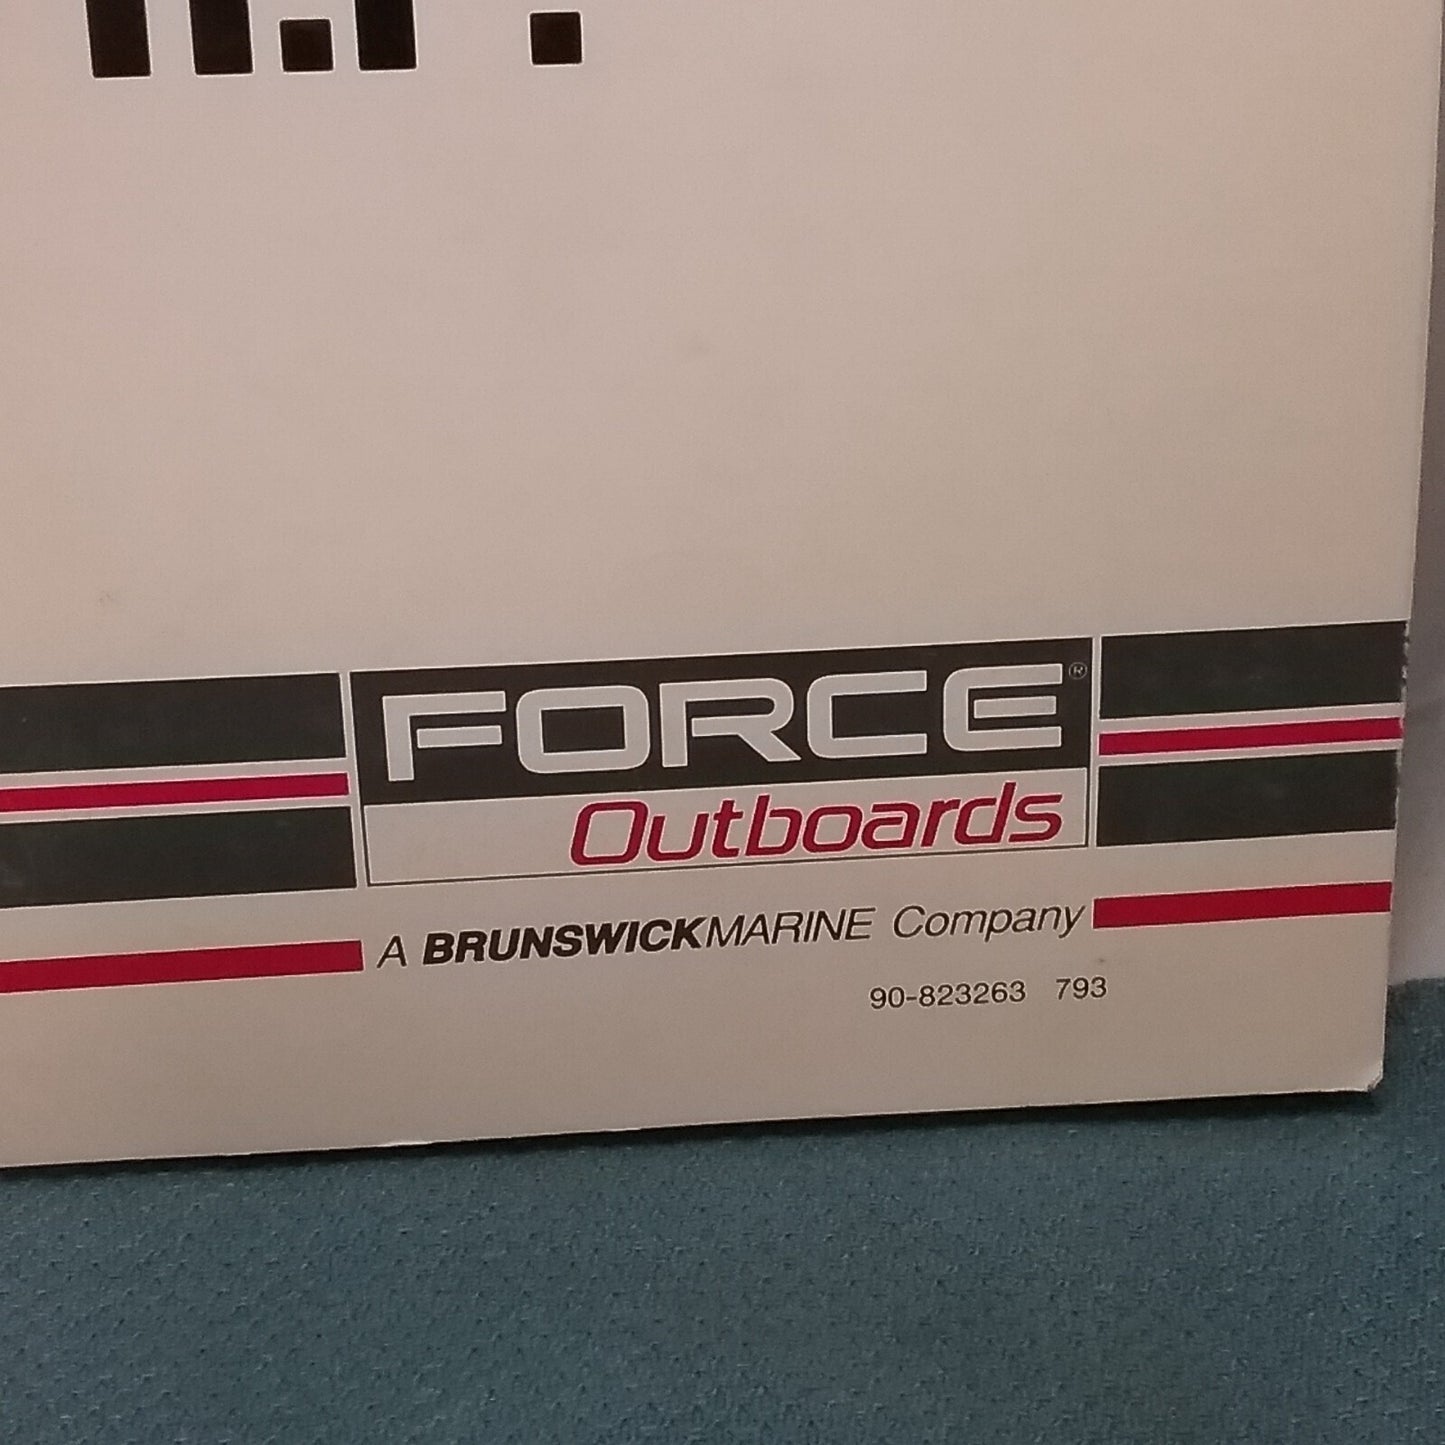 H.P.
FORCE®
Outboards
A BRUNSWICKMARINE Company
90-823263 793